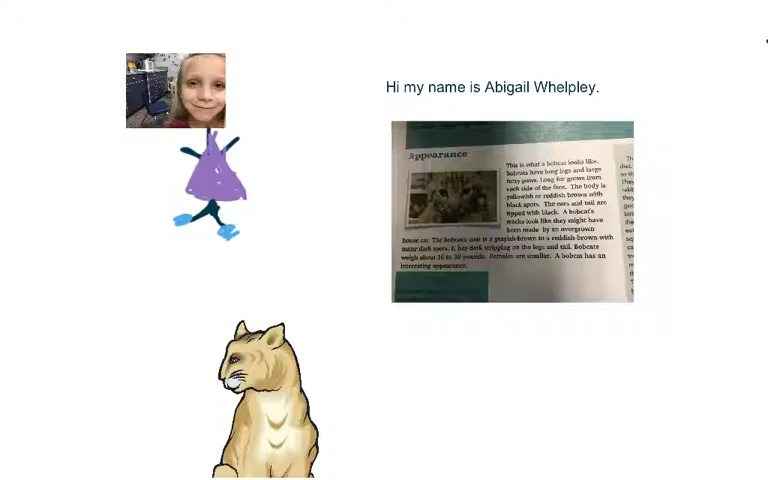 Hi my name is Abigail Whelpley.
Appearance
This is what a bobcat looks like.
Bobcats have long legs and large
furry paws. Long fur grows from
each side of the face. The body is
yellowish or reddish brown with
black spots. The ears and tail are
tipped with black. A bobcat's
tracks look like they might have
been made by an overgrown
house cat. The bobcats coat is a grayish-brown to a reddish-brown with
many dark spots. It has dark stripping on the legs and tail. Bobcats
weigh about 16 to 30 pounds. Females are smaller. A bobcat has an
interesting appearance.